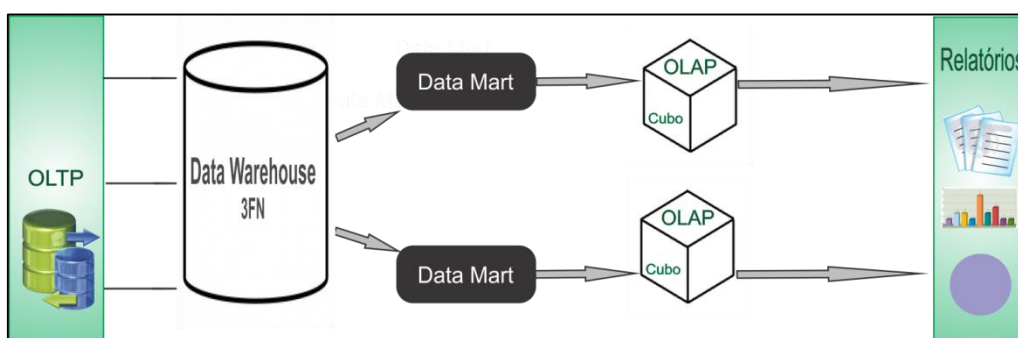 OLTP
Data Warehouse
3FN
Data Mart
OLAP
Cubo
Data Mart
OLAP
Cubo
Relatórios